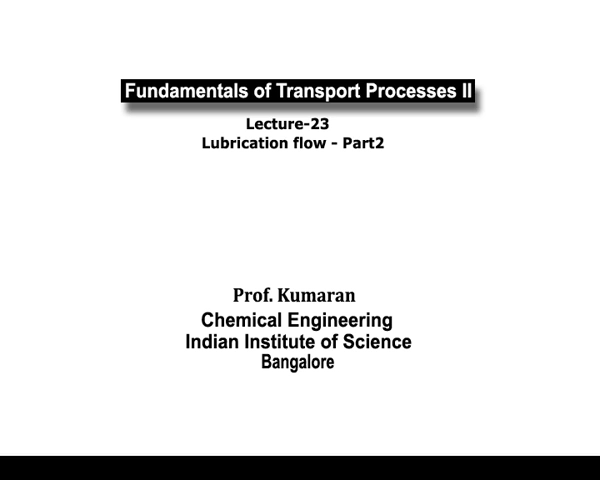 Fundamentals of Transport Processes II
Lecture-23
Lubrication flow - Part2
Prof. Kumaran
Chemical Engineering
Indian Institute of Science
Bangalore